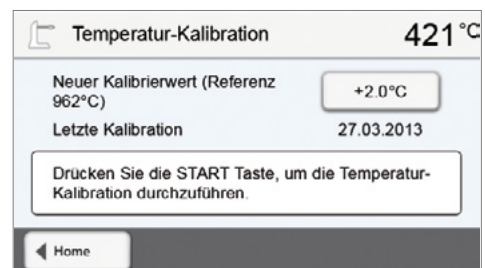 Temperatur-Kalibration 421°C
Neuer Kalibrierwert (Referenz
962°C) +2.0°C
Letzte Kalibration 27.03.2013
Drücken Sie die START Taste, um die Temperatur-
Kalibration durchzuführen.
Home